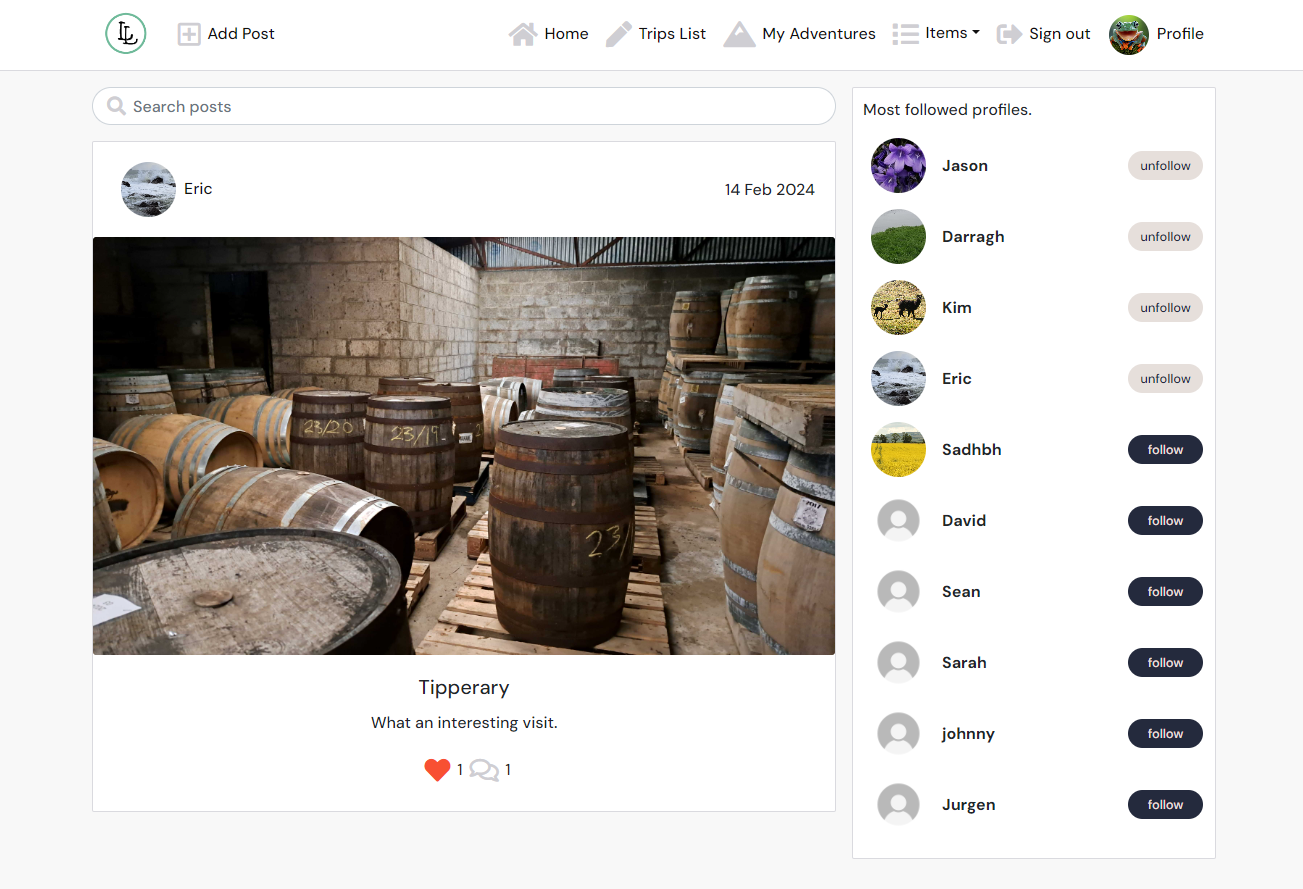 LL
Add Post
Home
Trips List
My Adventures
Items
Sign out
Profile
Search posts
Eric
14 Feb 2024
23/20
23/19
23/
Tipperary
What an interesting visit.
1
1
Most followed profiles.
Jason
unfollow
Darragh
unfollow
Kim
unfollow
Eric
unfollow
Sadhbh
follow
David
follow
Sean
follow
Sarah
follow
johnny
follow
Jurgen
follow